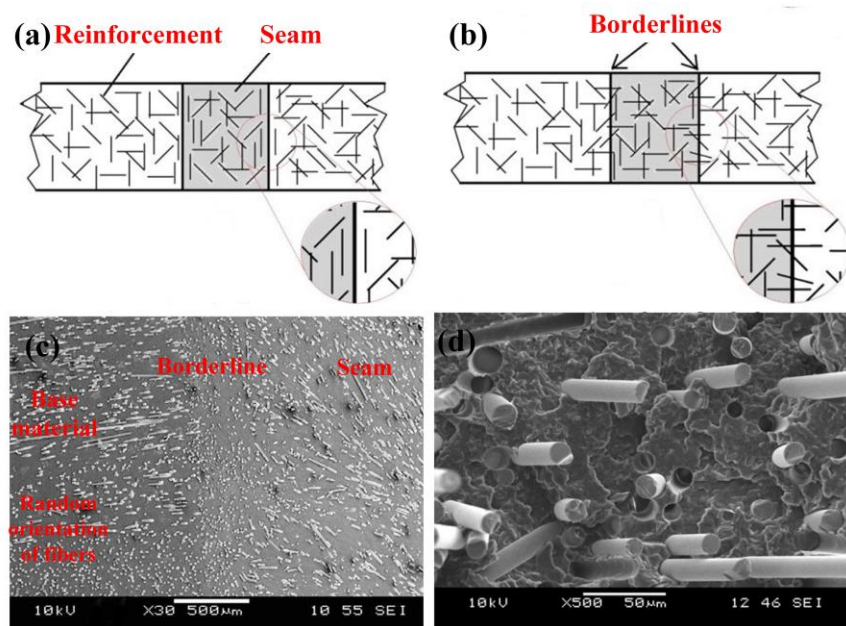 (a)
Reinforcement
Seam
(b)
Borderlines
(c)
Borderline
Seam
Base
material
Random
orientation
of fibers
10kV X30 500µm 10 55 SEI
(d)
10kV X500 50µm 12 46 SEI